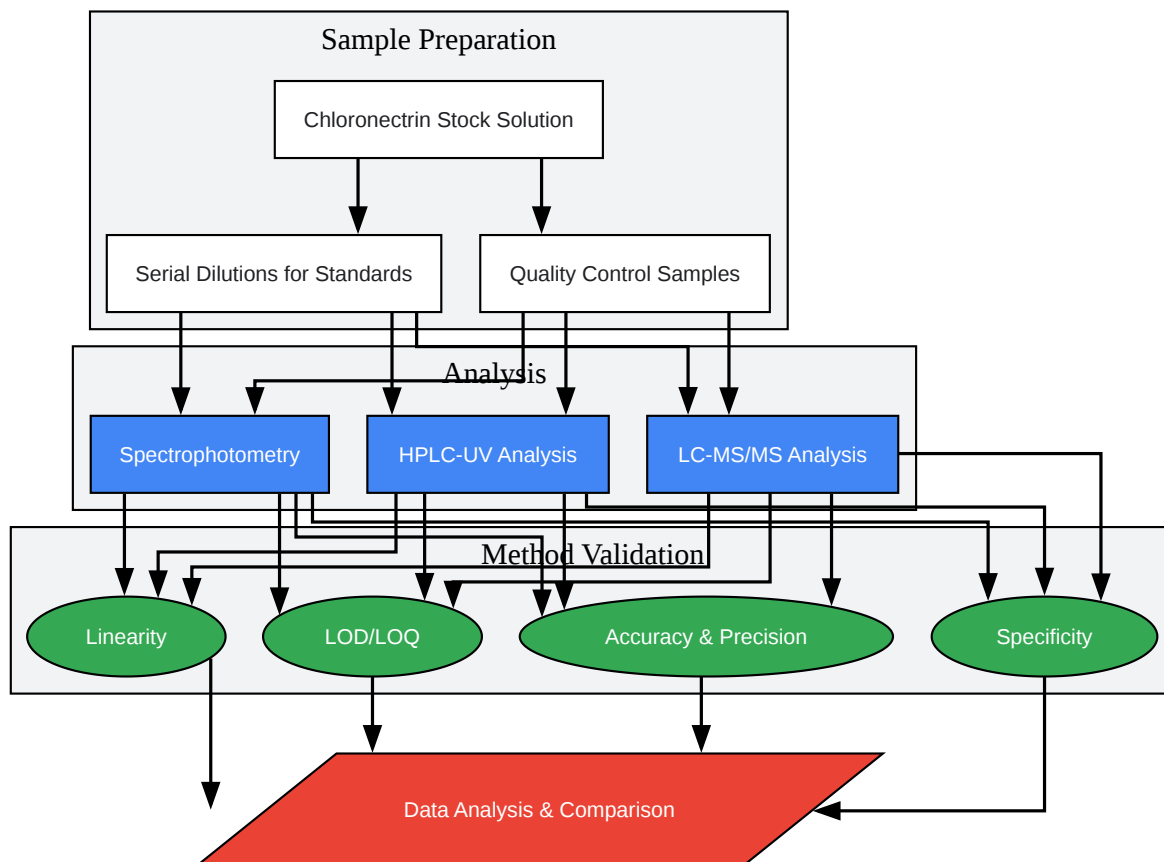 Sample Preparation
Chloronectrin Stock Solution
Serial Dilutions for Standards
Quality Control Samples
Analysis
Spectrophotometry
HPLC-UV Analysis
LC-MS/MS Analysis
Method Validation
Linearity
LOD/LOQ
Accuracy & Precision
Specificity
Data Analysis & Comparison